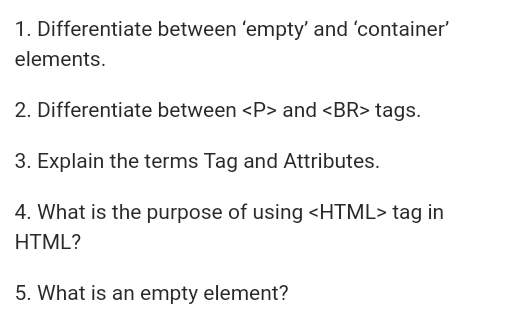 1. Differentiate between ‘empty’ and ‘container’
elements.
2. Differentiate between <P> and <BR> tags.
3. Explain the terms Tag and Attributes.
4. What is the purpose of using <HTML> tag in
HTML?
5. What is an empty element?